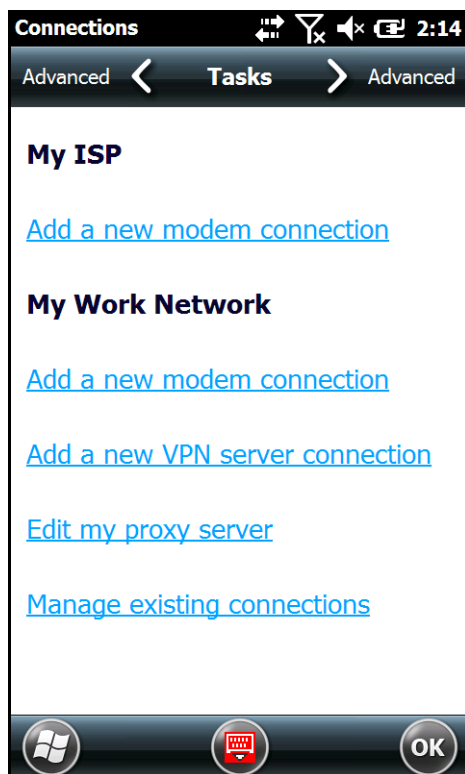 Connections 2:14
Advanced Tasks Advanced
My ISP
Add a new modem connection
My Work Network
Add a new modem connection
Add a new VPN server connection
Edit my proxy server
Manage existing connections
OK